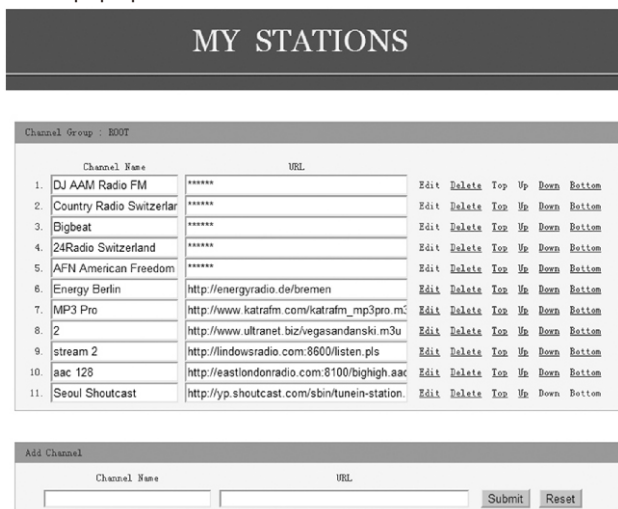 MY STATIONS
Channel Group : ROOT
Channel Name URL
1. DJ AAM Radio FM ****** Edit Delete Top Up Down Bottom
2. Country Radio Switzerlar ****** Edit Delete Top Up Down Bottom
3. Bigbeat ****** Edit Delete Top Up Down Bottom
4. 24Radio Switzerland ****** Edit Delete Top Up Down Bottom
5. AFN American Freedom ****** Edit Delete Top Up Down Bottom
6. Energy Berlin http://energyradio.de/bremen Edit Delete Top Up Down Bottom
7. MP3 Pro http://www.katrafm.com/katrafm_mp3pro.m3 Edit Delete Top Up Down Bottom
8. 2 http://www.ultranet.biz/vegasandanski.m3u Edit Delete Top Up Down Bottom
9. stream 2 http://lindowsradio.com:8600/listen.pls Edit Delete Top Up Down Bottom
10. aac 128 http://eastlondonradio.com:8100/bighigh.aac Edit Delete Top Up Down Bottom
11. Seoul Shoutcast http://yp.shoutcast.com/sbin/tunein-station. Edit Delete Top Up Down Bottom
Add Channel
Channel Name URL
Submit Reset